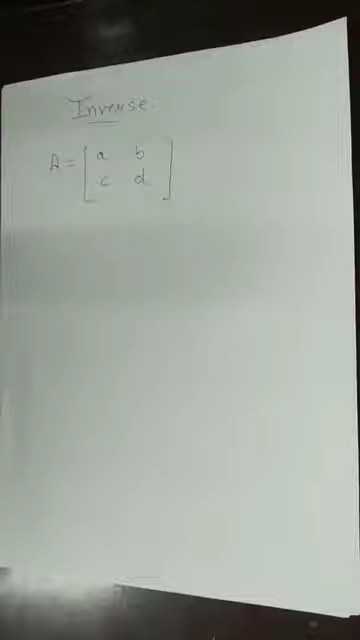 Inverse
A = [ a b
c d ]